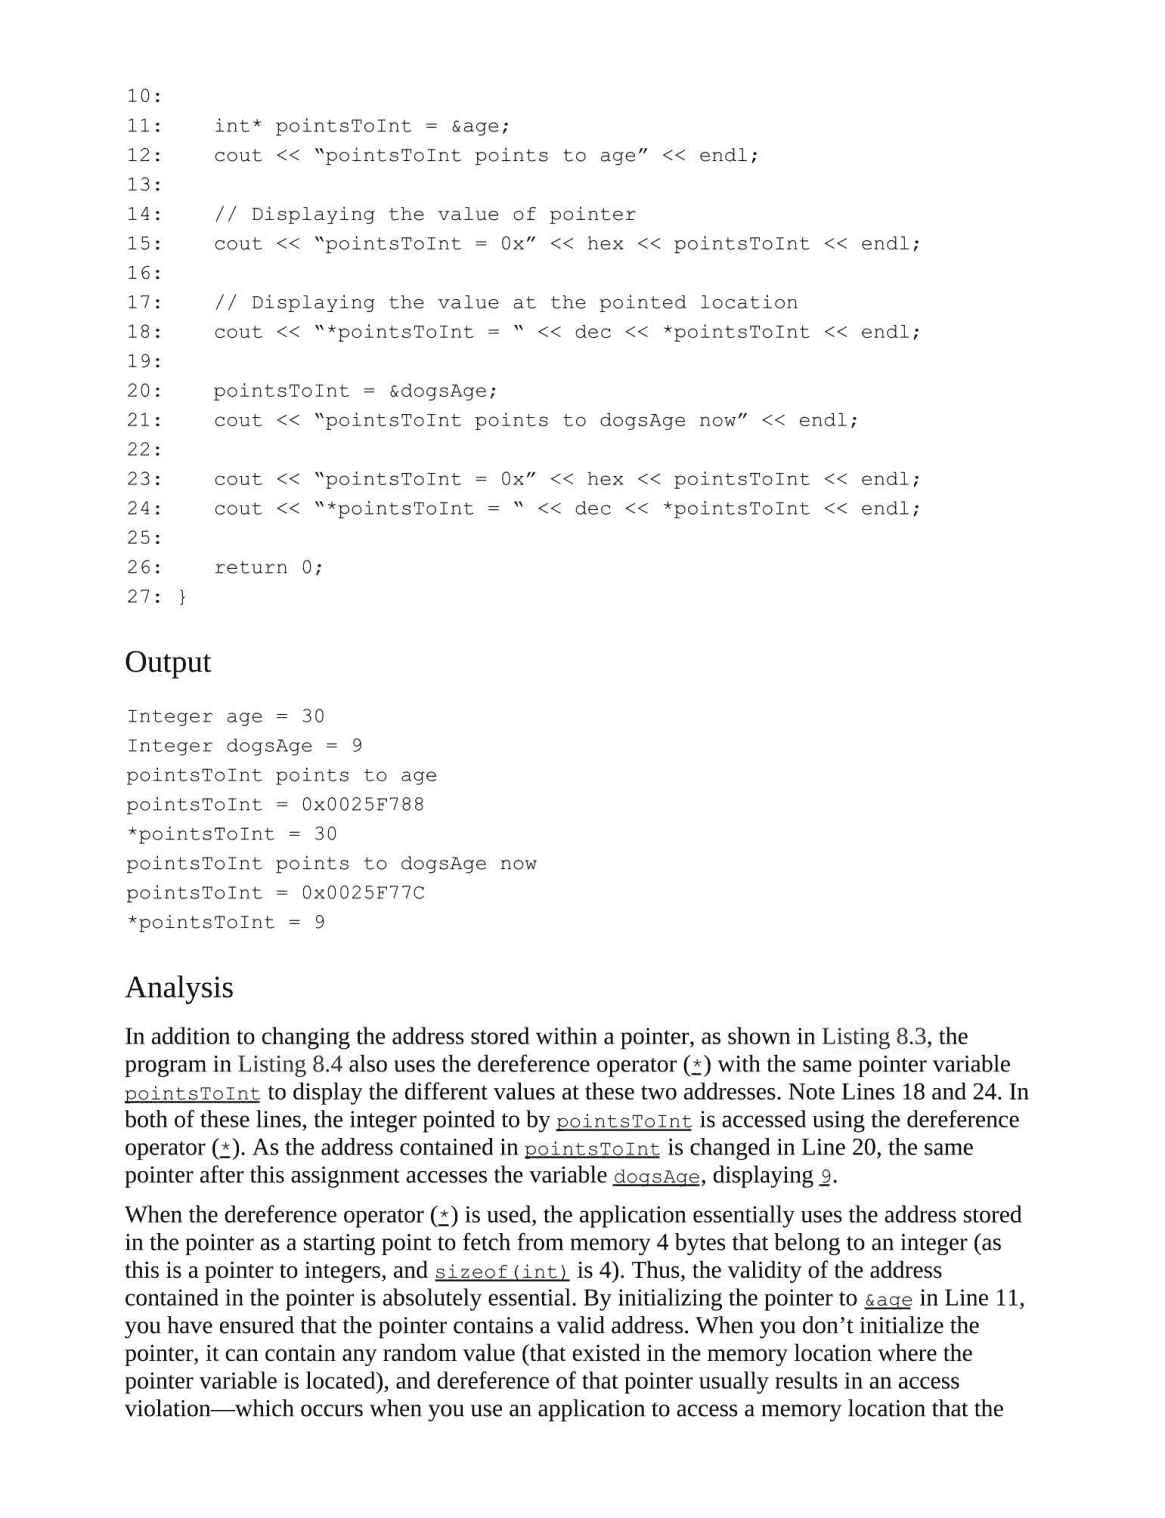 10:
11:    int* pointsToInt = &age;
12:    cout << “pointsToInt points to age” << endl;
13:
14:    // Displaying the value of pointer
15:    cout << “pointsToInt = 0x” << hex << pointsToInt << endl;
16:
17:    // Displaying the value at the pointed location
18:    cout << “*pointsToInt = “ << dec << *pointsToInt << endl;
19:
20:    pointsToInt = &dogsAge;
21:    cout << “pointsToInt points to dogsAge now” << endl;
22:
23:    cout << “pointsToInt = 0x” << hex << pointsToInt << endl;
24:    cout << “*pointsToInt = “ << dec << *pointsToInt << endl;
25:
26:    return 0;
27: }
Output
Integer age = 30
Integer dogsAge = 9
pointsToInt points to age
pointsToInt = 0x0025F788
*pointsToInt = 30
pointsToInt points to dogsAge now
pointsToInt = 0x0025F77C
*pointsToInt = 9
Analysis
In addition to changing the address stored within a pointer, as shown in Listing 8.3, the
program in Listing 8.4 also uses the dereference operator (*) with the same pointer variable
pointsToInt to display the different values at these two addresses. Note Lines 18 and 24. In
both of these lines, the integer pointed to by pointsToInt is accessed using the dereference
operator (*). As the address contained in pointsToInt is changed in Line 20, the same
pointer after this assignment accesses the variable dogsAge, displaying 9.
When the dereference operator (*) is used, the application essentially uses the address stored
in the pointer as a starting point to fetch from memory 4 bytes that belong to an integer (as
this is a pointer to integers, and sizeof(int) is 4). Thus, the validity of the address
contained in the pointer is absolutely essential. By initializing the pointer to &age in Line 11,
you have ensured that the pointer contains a valid address. When you don’t initialize the
pointer, it can contain any random value (that existed in the memory location where the
pointer variable is located), and dereference of that pointer usually results in an access
violation—which occurs when you use an application to access a memory location that the